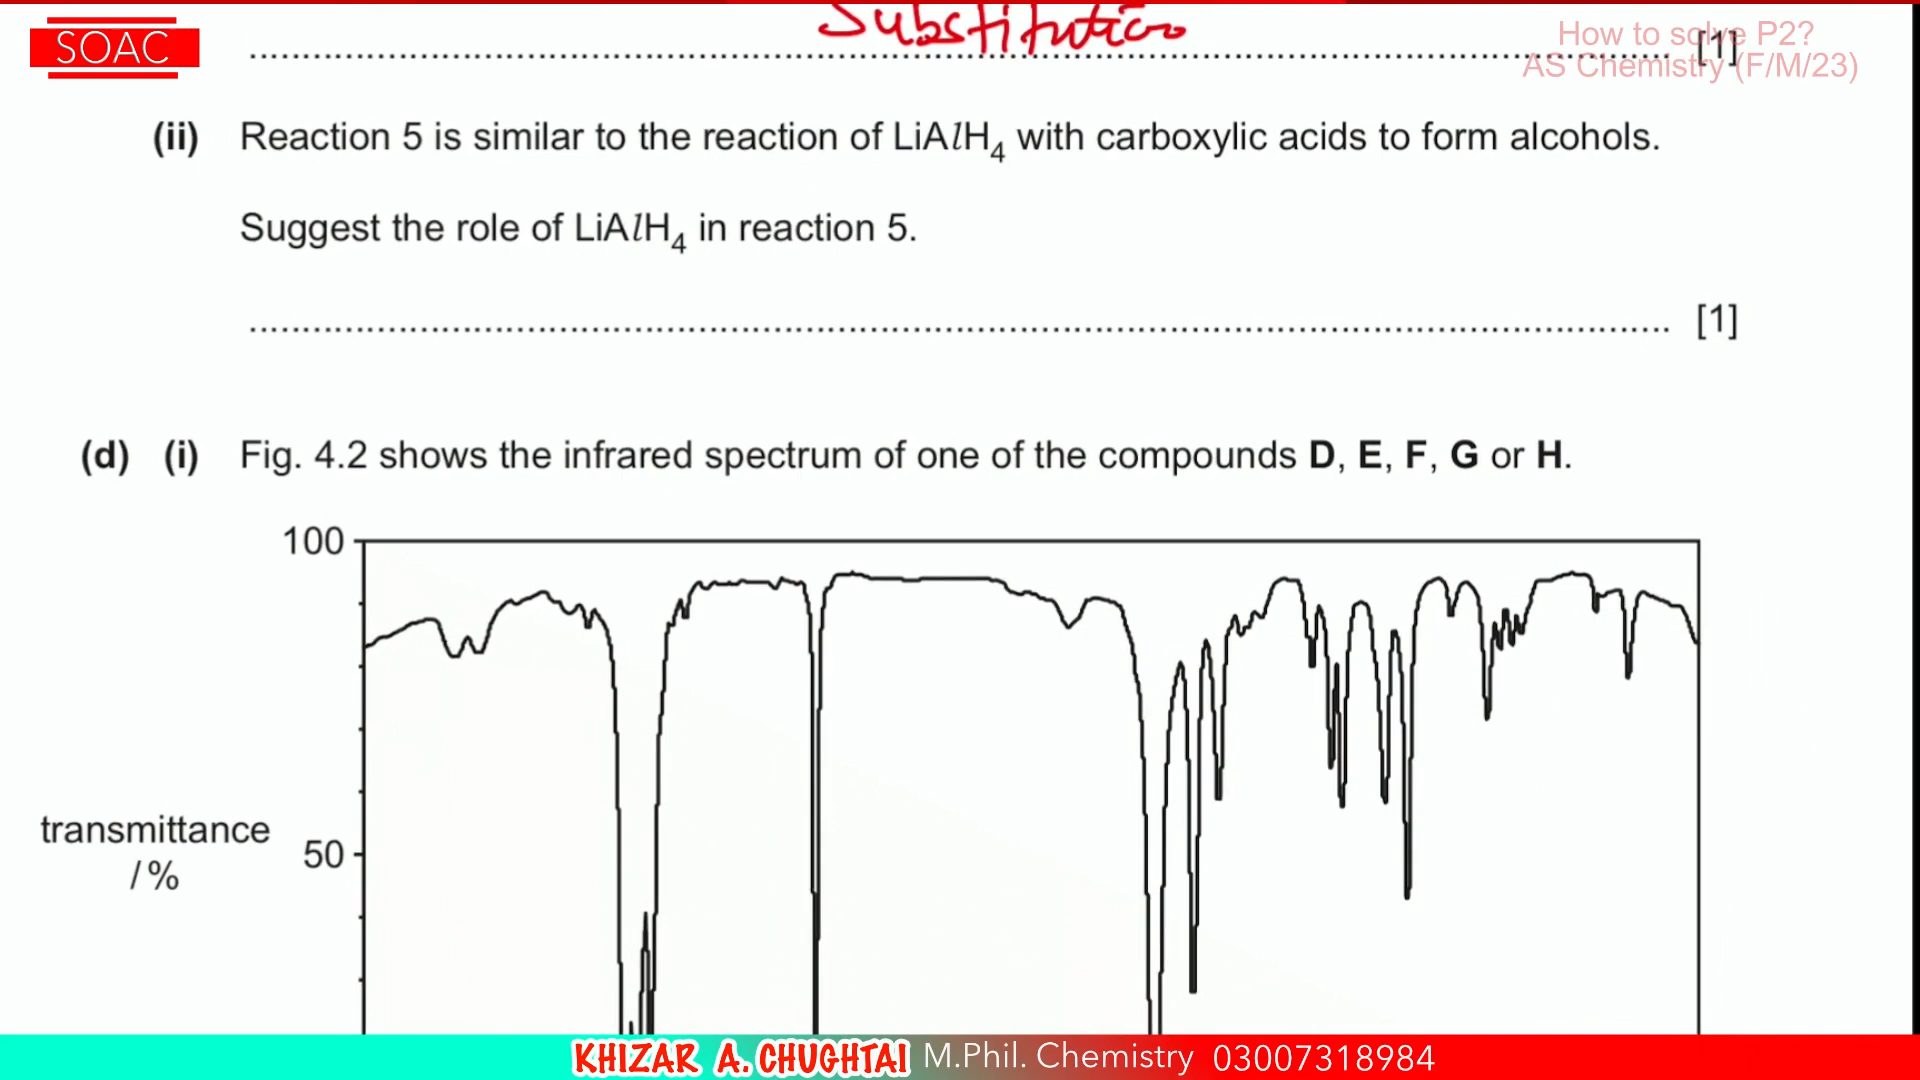 Substitution
SOAC
How to solve P2?
[1]
AS Chemistry (F/M/23)
(ii) Reaction 5 is similar to the reaction of LiAlH4 with carboxylic acids to form alcohols.
Suggest the role of LiAlH4 in reaction 5.
[1]
(d) (i) Fig. 4.2 shows the infrared spectrum of one of the compounds D, E, F, G or H.
100
transmittance
/ %
50
KHIZAR A. CHUGHTAI M.Phil. Chemistry 03007318984